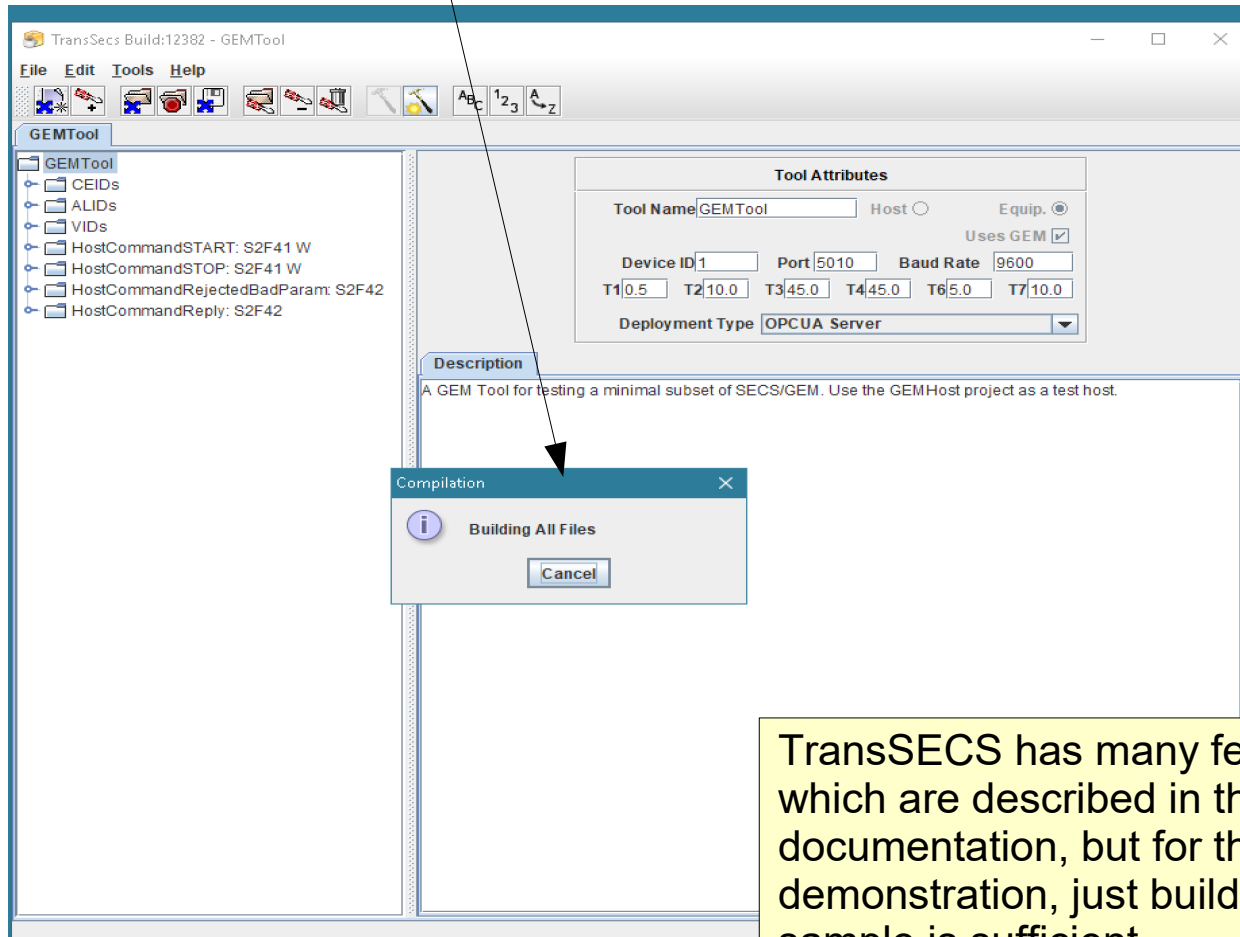 TransSecs Build:12382 - GEMTool
File Edit Tools Help
ABC 123 A Z
GEMTool
GEMTool
CEIDs
ALIDs
VIDs
HostCommandSTART: S2F41 W
HostCommandSTOP: S2F41 W
HostCommandRejectedBadParam: S2F42
HostCommandReply: S2F42
Tool Attributes
Tool Name GEMTool Host Equip.
Uses GEM
Device ID 1 Port 5010 Baud Rate 9600
T1 0.5 T2 10.0 T3 45.0 T4 45.0 T6 5.0 T7 10.0
Deployment Type OPCUA Server
Description
A GEM Tool for testing a minimal subset of SECS/GEM. Use the GEMHost project as a test host.
Compilation
Building All Files
Cancel
TransSECS has many
which are described in
documentation, but for
demonstration, just build
sample is sufficient